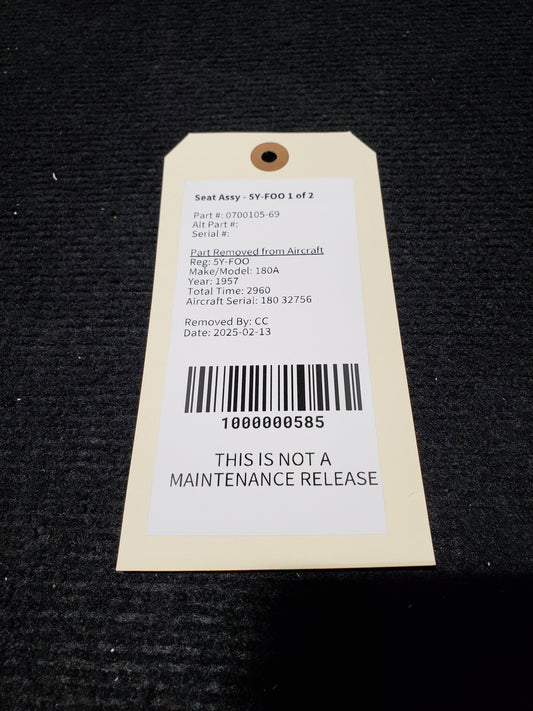 Seat Assy - 5Y-FOO 1 of 2
Part #: 0700105-69
Alt Part #:
Serial #:
Part Removed from Aircraft
Reg: 5Y-FOO
Make/Model: 180A
Year: 1957
Total Time: 2960
Aircraft Serial: 180 32756
Removed By: CC
Date: 2025-02-13
1000000585
THIS IS NOT A
MAINTENANCE RELEASE